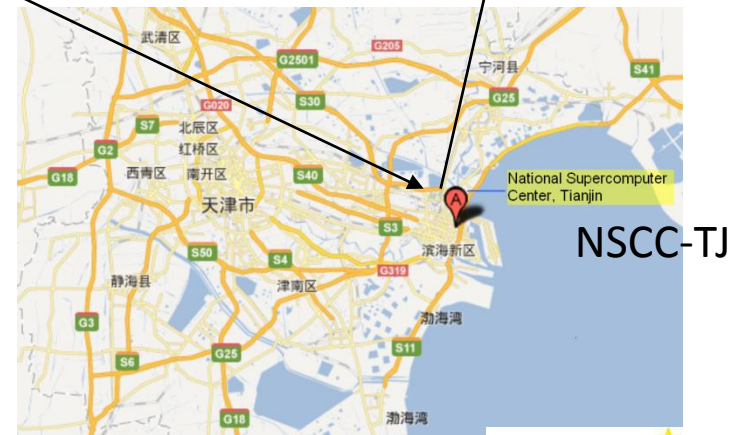 武清区
G205
G2501
宁河县
S41
S30
G25
G020
S7
北辰区
G2
红桥区
G18
西青区
南开区
S40
National Supercomputer
Center, Tianjin
A
天津市
S3
NSCC-TJ
滨海新区
S50
S4
G319
静海县
津南区
G3
渤海湾
S11
G25
S6
渤海湾
G18